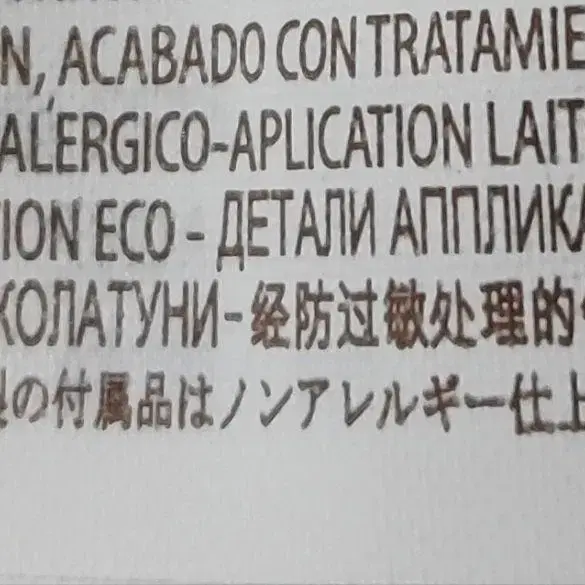 N, ACABADO CON TRATAMIE
ALÉRGICO-APLICATION LAIT
ION ECO - ДЕТАЛИ АППЛИКА
КОЛАТУНИ-经防过敏处理的
の付属品はノンアレルギー仕上